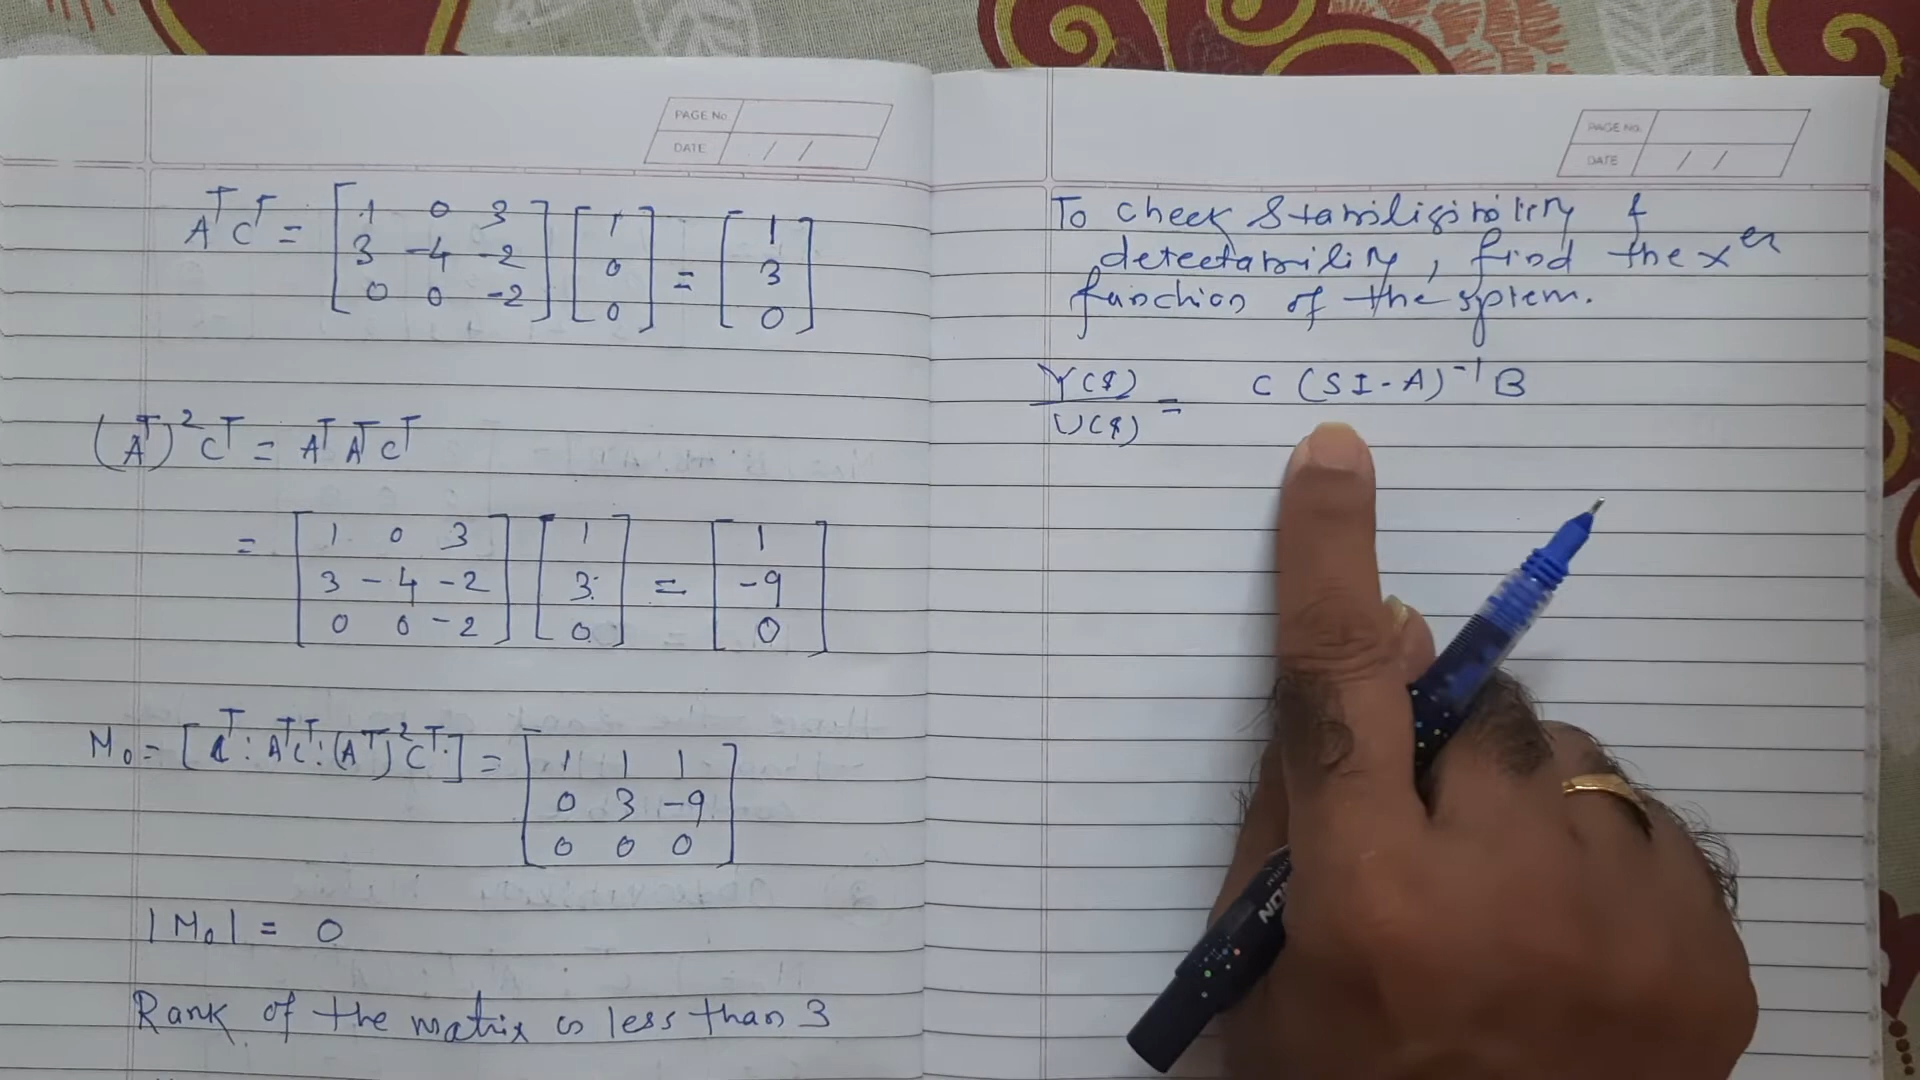 PAGE No.
DATE / /
AᵀCᵀ = [1 0 3; 3 -4 -2; 0 0 -2] [1; 0; 0] = [1; 3; 0]
(Aᵀ)²Cᵀ = Aᵀ Aᵀ Cᵀ
= [1 0 3; 3 -4 -2; 0 0 -2] [1; 3; 0] = [1; -9; 0]
M₀ = [Cᵀ : AᵀCᵀ : (Aᵀ)²Cᵀ] = [1 1 1; 0 3 -9; 0 0 0]
|M₀| = 0
Rank of the matrix is less than 3
PAGE No.
DATE / /
To check Stabilizability &
detectability, find the xer
function of the system.
Y(s)/U(s) = C (SI-A)⁻¹ B